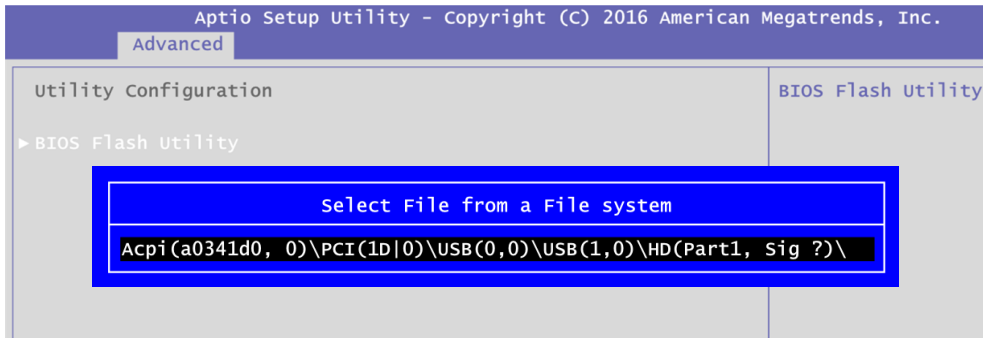 Aptio Setup Utility - Copyright (C) 2016 American Megatrends, Inc.
Advanced
Utility Configuration
BIOS Flash Utility
▶ BIOS Flash Utility
Select File from a File system
Acpi(a0341d0, 0)\PCI(1D|0)\USB(0,0)\USB(1,0)\HD(Part1, Sig ?)\